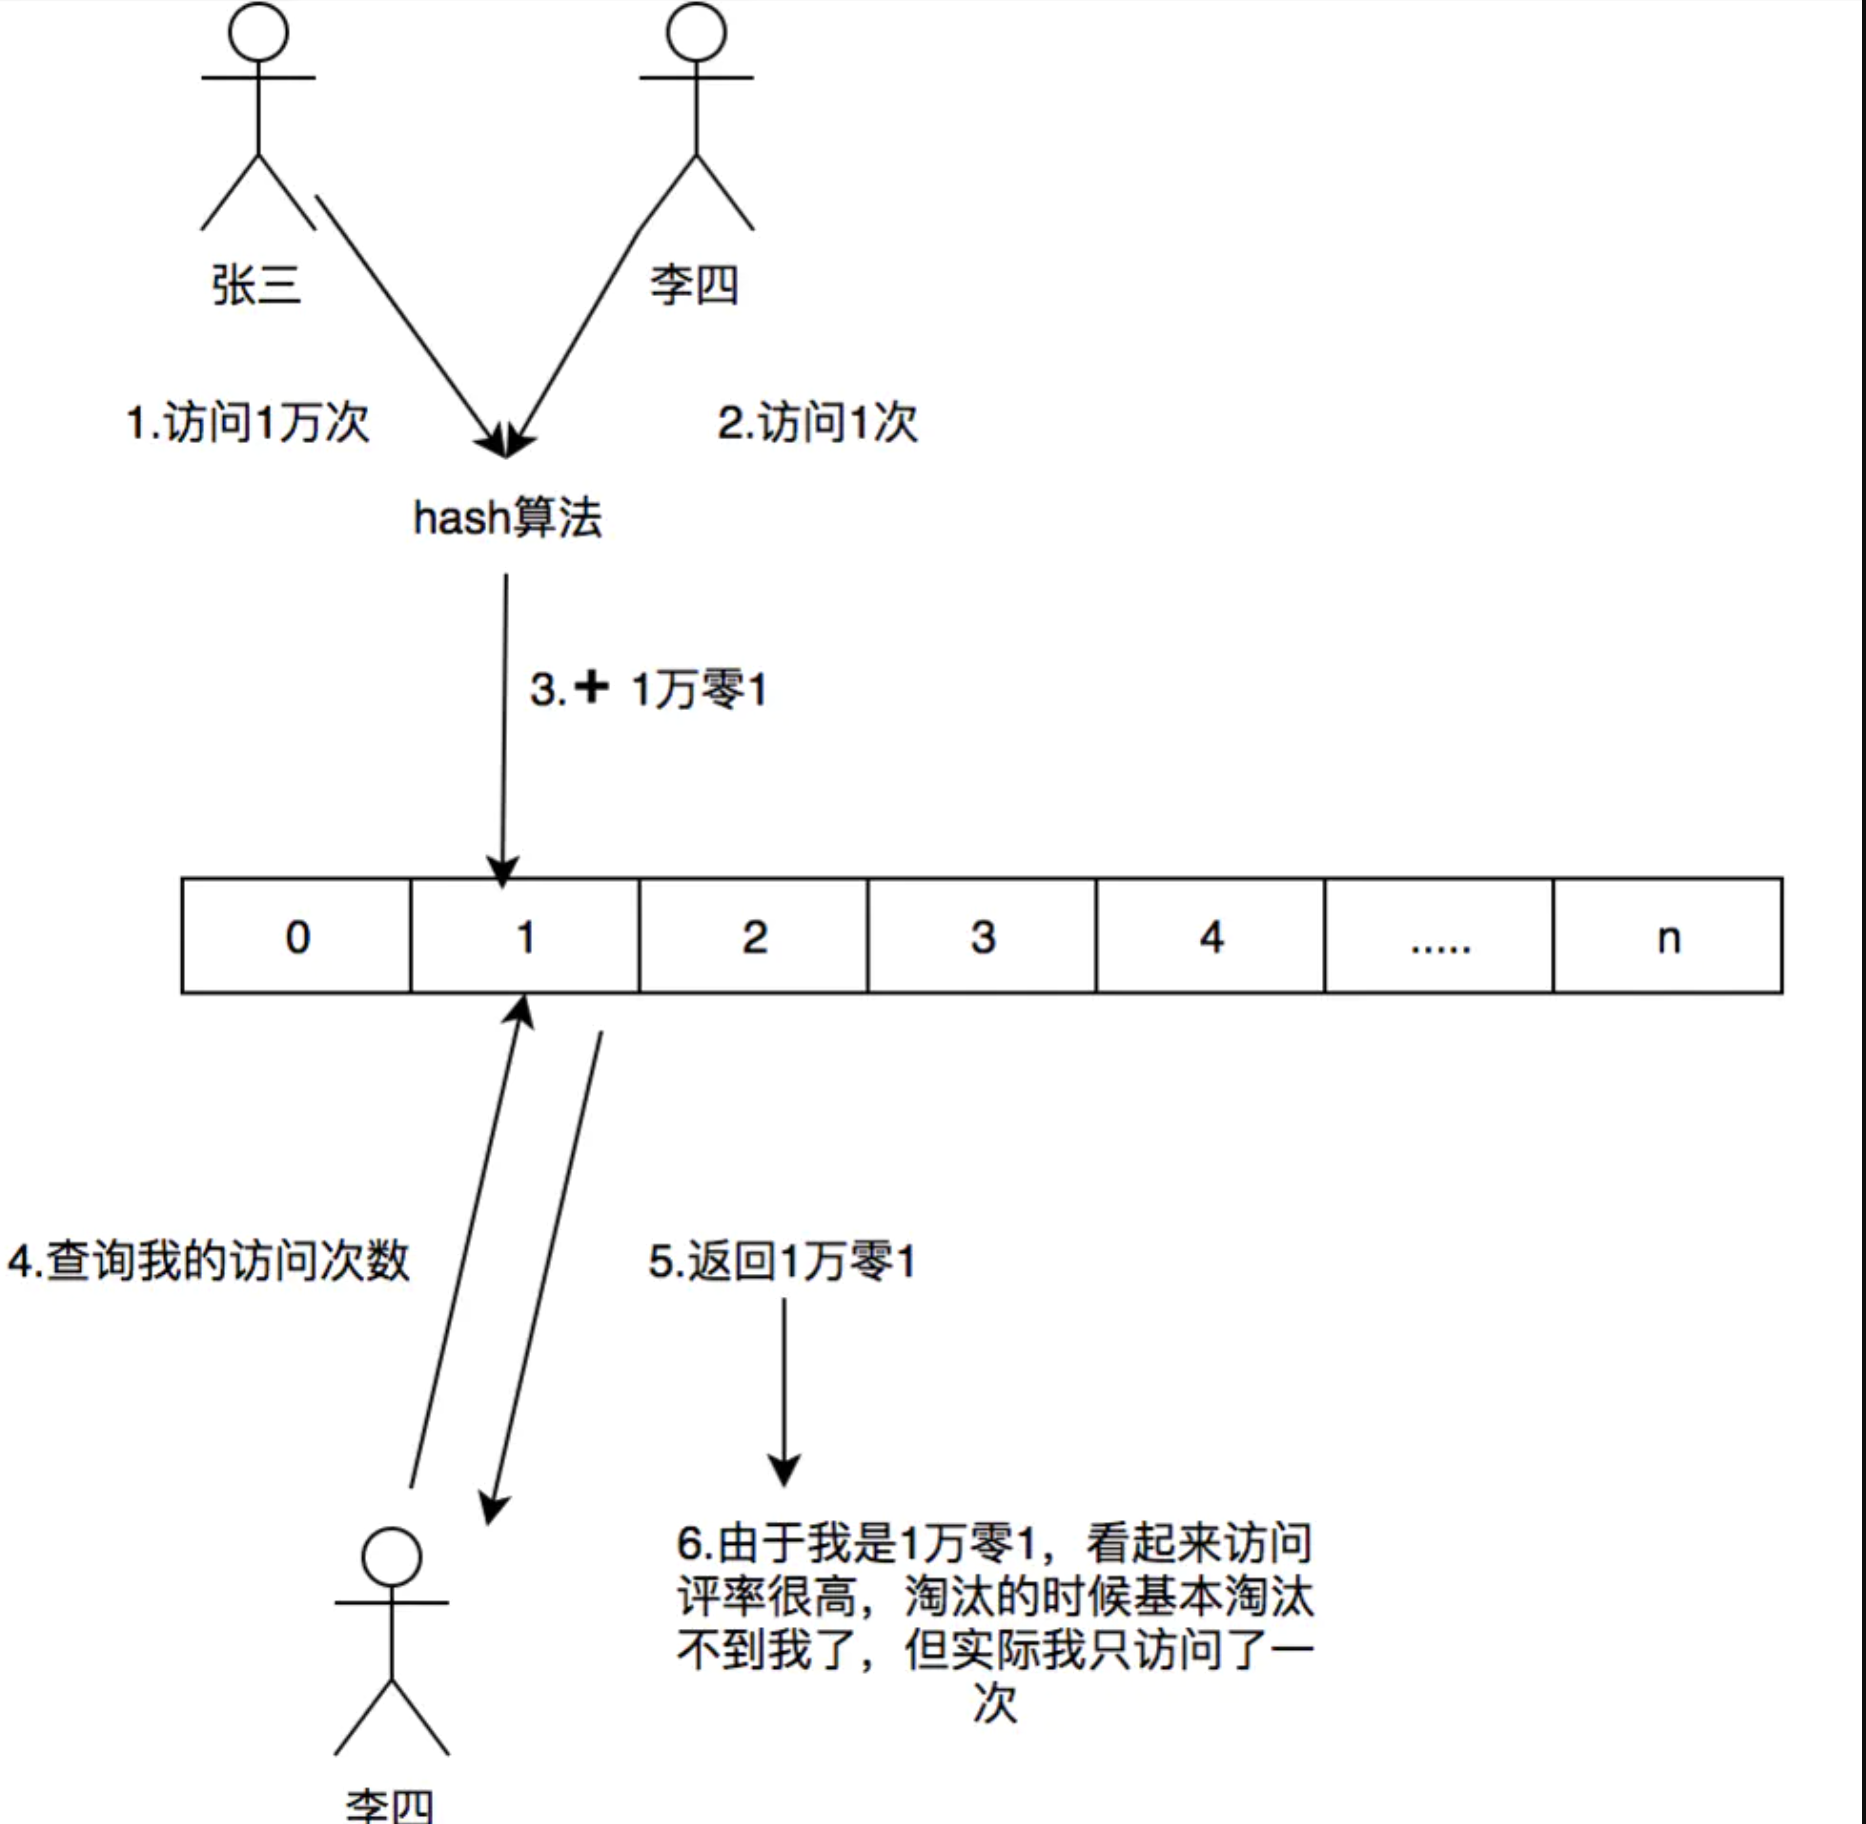 张三
李四
1.访问1万次
2.访问1次
hash算法
3.+ 1万零1
0
1
2
3
4
.....
n
4.查询我的访问次数
5.返回1万零1
6.由于我是1万零1，看起来访问
评率很高，淘汰的时候基本淘汰
不到我了，但实际我只访问了一
次
李四